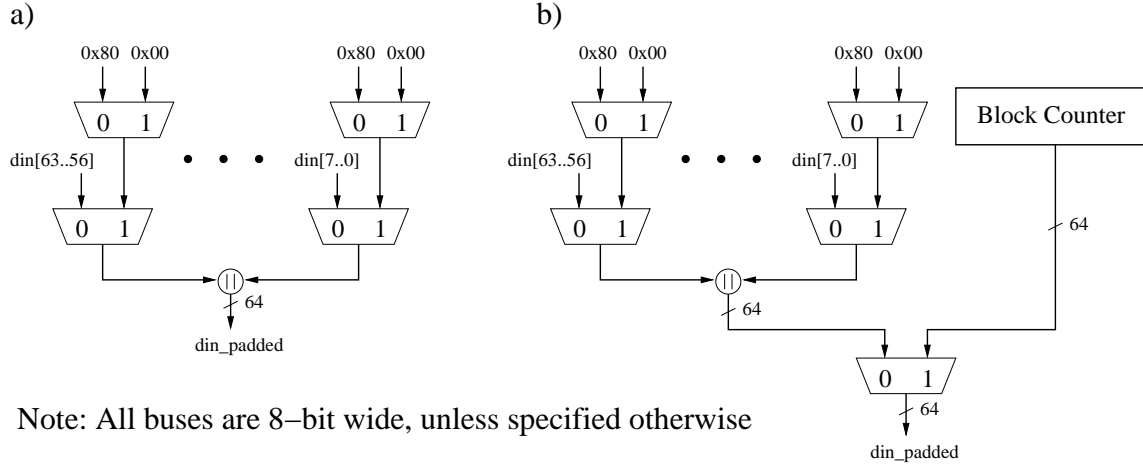 a)
0x80 0x00
0x80 0x00
0 1
0 1
din[63..56]
din[7..0]
0 1
0 1
||
64
din_padded
b)
0x80 0x00
0x80 0x00
0 1
0 1
Block Counter
din[63..56]
din[7..0]
0 1
0 1
64
||
64
0 1
64
din_padded
Note: All buses are 8−bit wide, unless specified otherwise